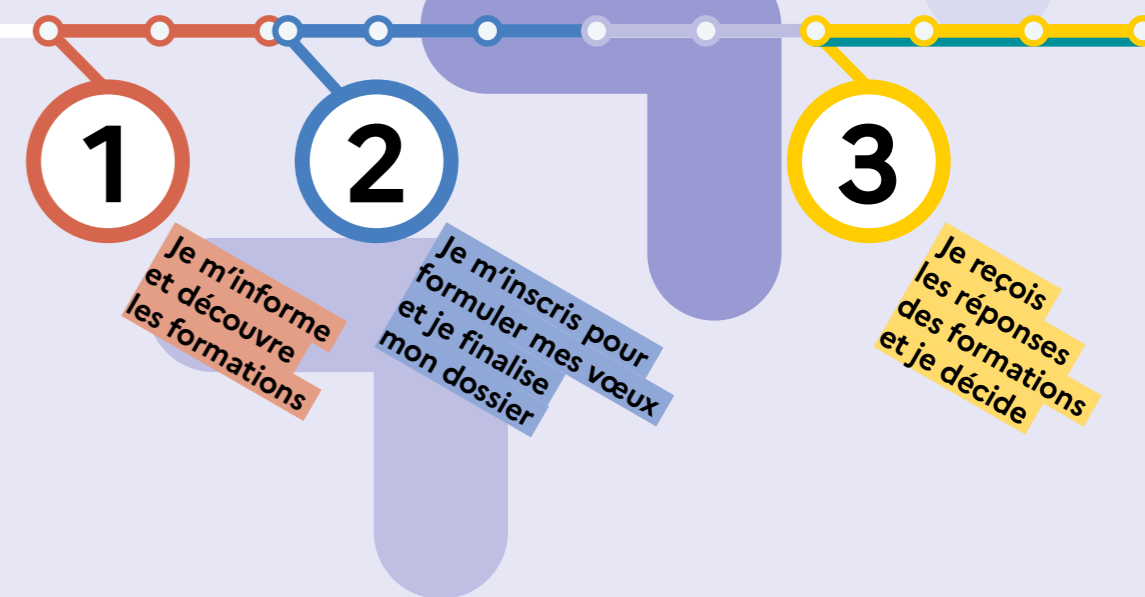 1
Je m’informe
et découvre
les formations
2
Je m’inscris pour
formuler mes vœux
et je finalise
mon dossier
3
Je reçois
les réponses
des formations
et je décide